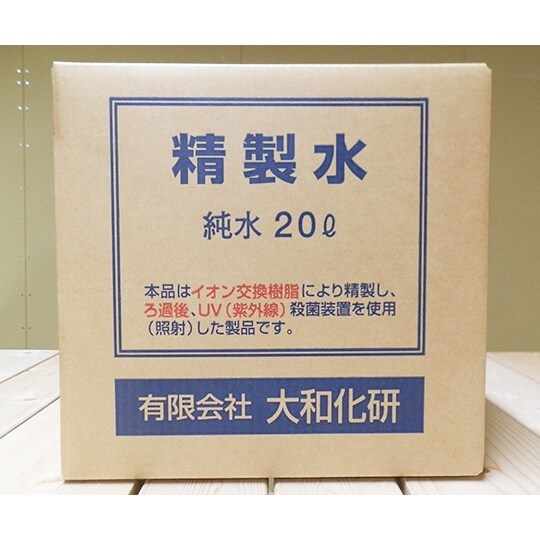 精製水
純水 20ℓ
本品はイオン交換樹脂により精製し、
ろ過後、UV（紫外線）殺菌装置を使用
（照射）した製品です。
有限会社 大和化研